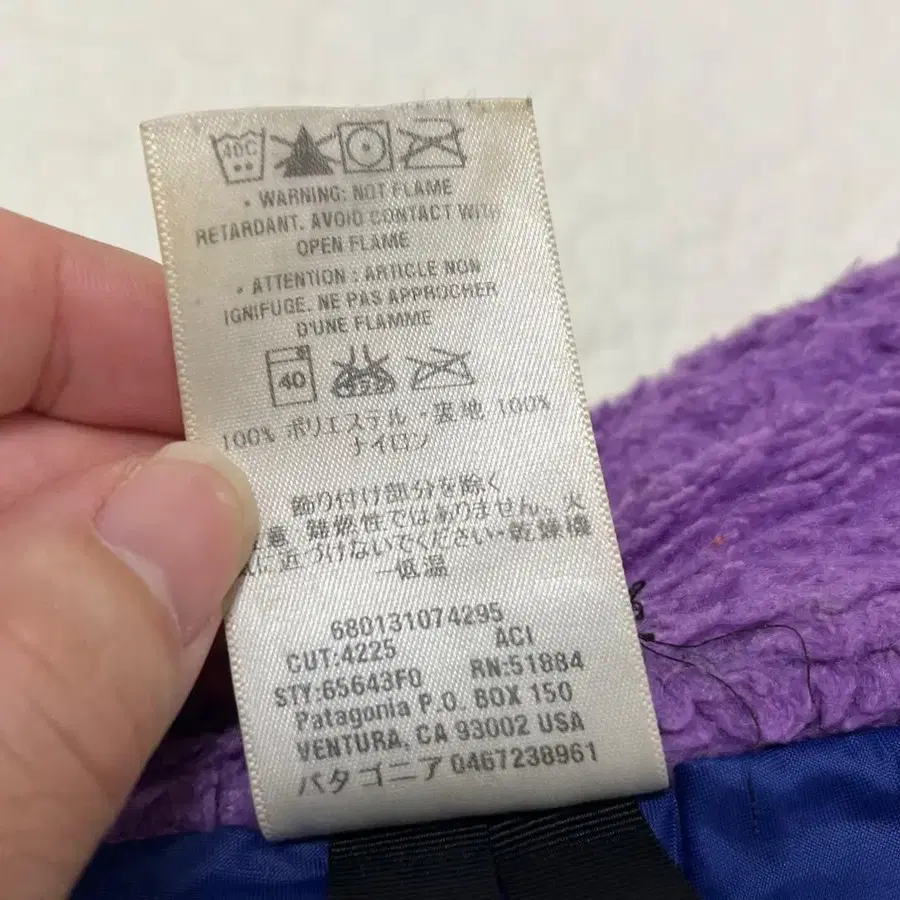 40C
• WARNING: NOT FLAME
RETARDANT. AVOID CONTACT WITH
OPEN FLAME
• ATTENTION : ARTICLE NON
IGNIFUGE. NE PAS APPROCHER
D'UNE FLAMME
40
100% ポリエステル・裏地 100%
ナイロン
飾り付け部分を除く
意 難燃性ではありません。火
気に近づけないでください・乾燥機
-低温
680131074295
CUT:4225 ACI
STY:65643F0 RN:51884
Patagonia P.O. BOX 150
VENTURA, CA 93002 USA
パタゴニア 0467238961